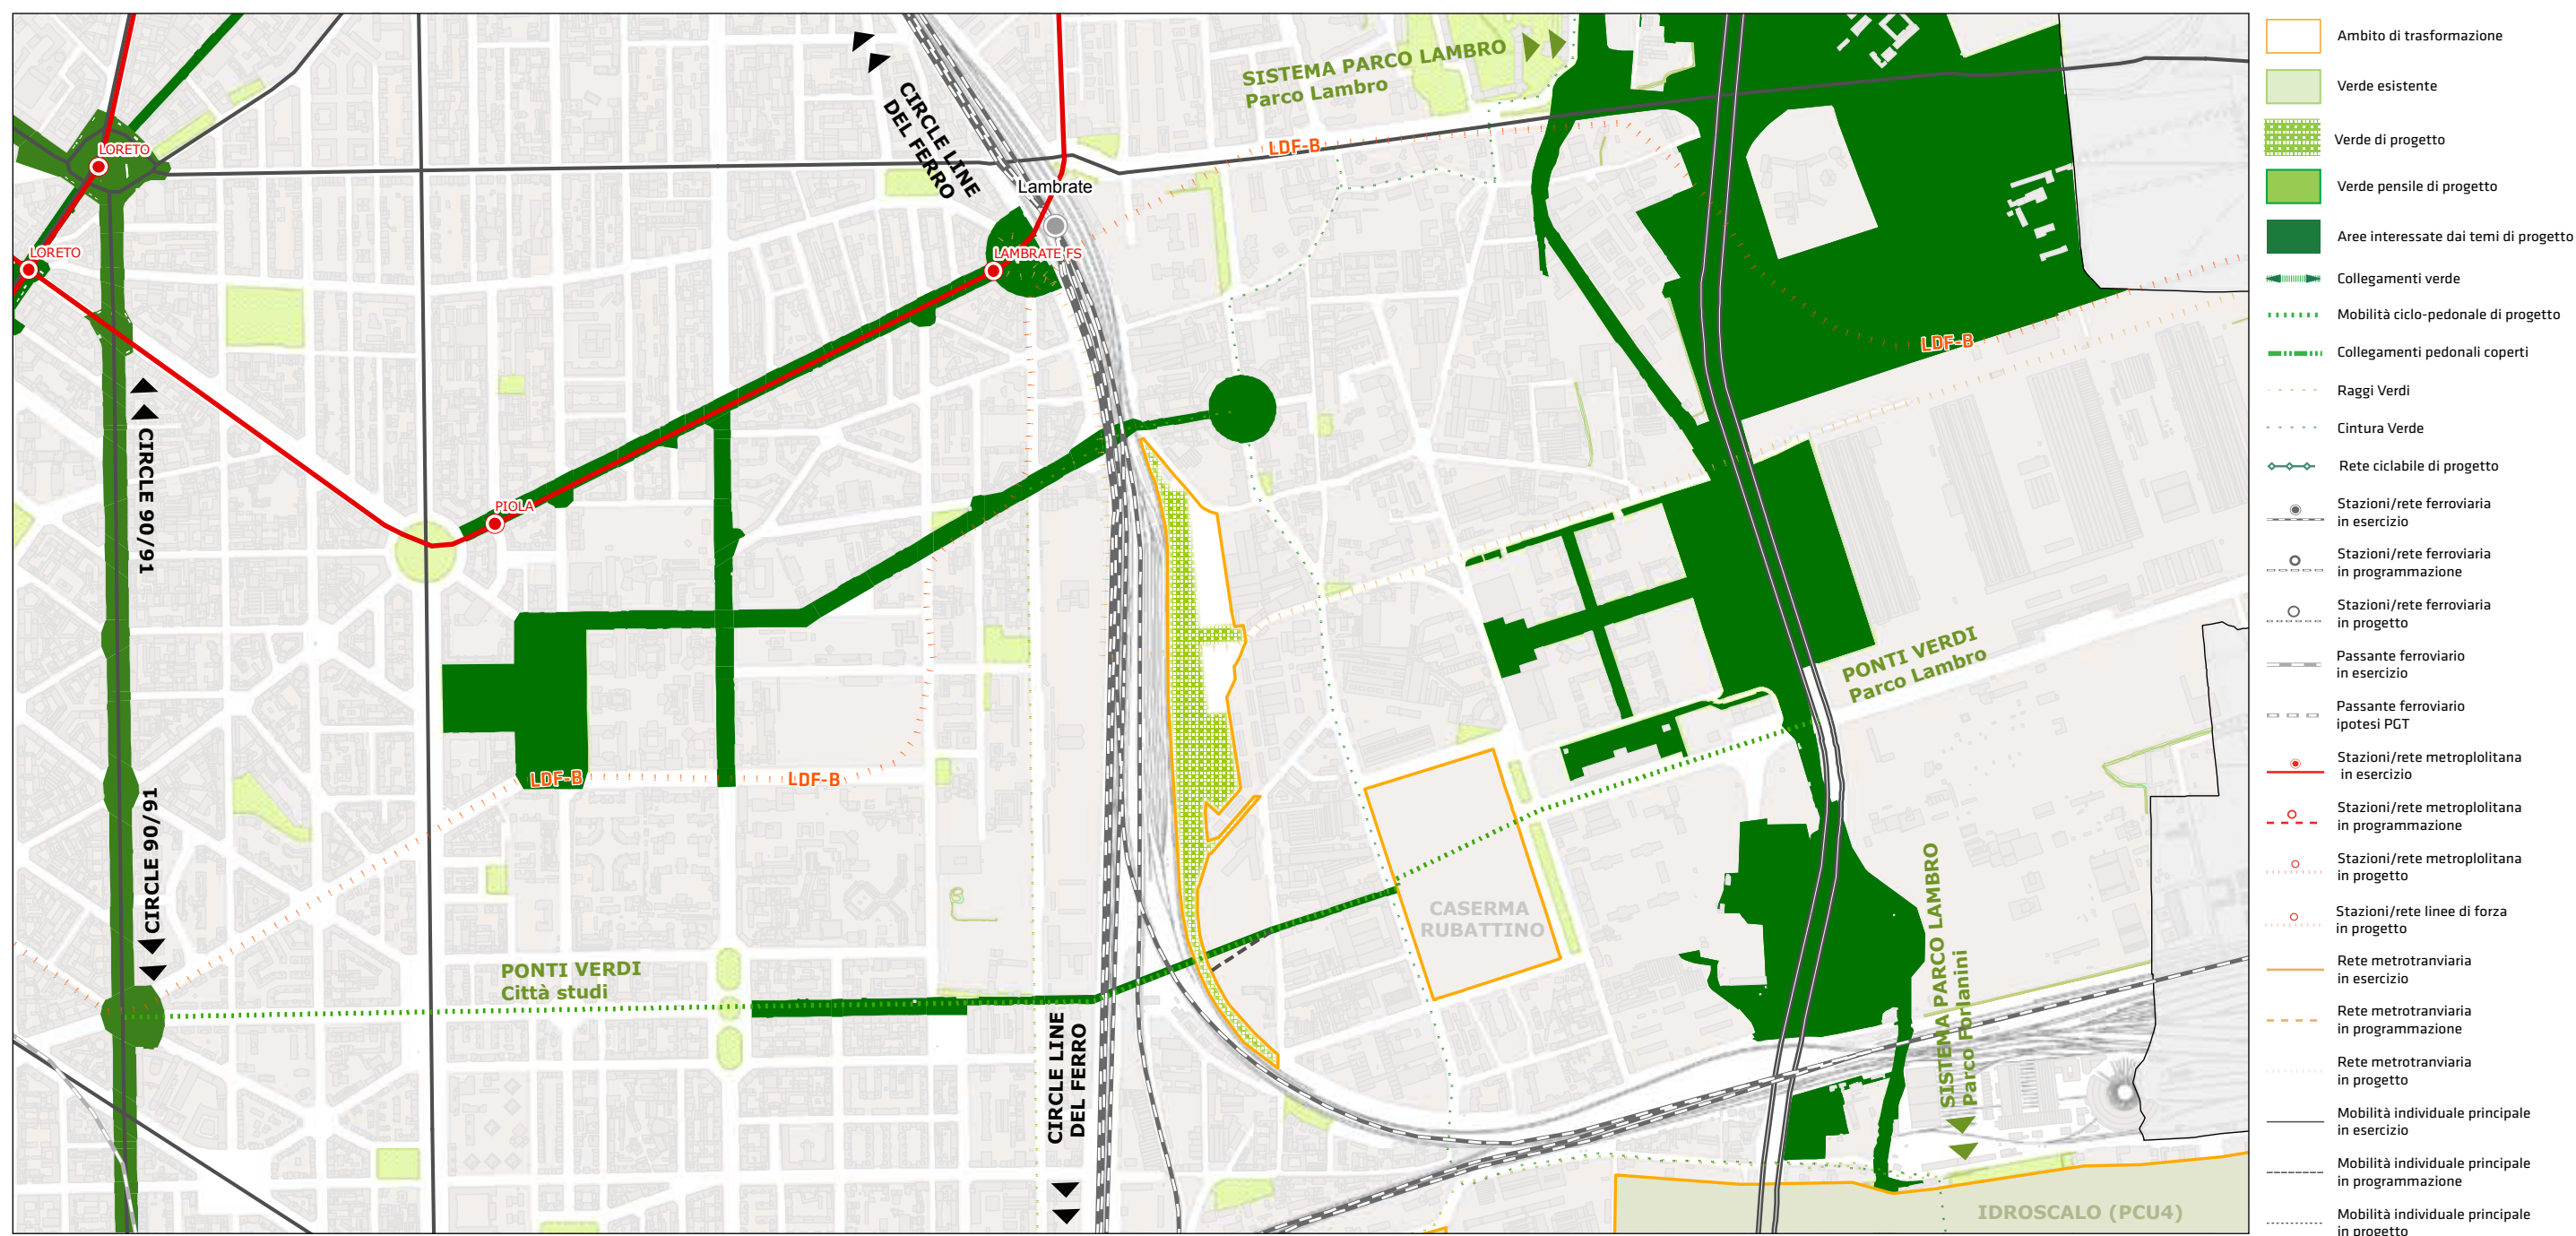 SISTEMA PARCO LAMBRO
Parco Lambro
CIRCLE LINE
DEL FERRO
LORETO
LDF-B
Lambrate
LORETO
LAMBRATE FS
LDF-B
CIRCLE 90/91
PIOLA
PONTI VERDI
Parco Lambro
LDF-B
LDF-B
CIRCLE 90/91
CASERMA
RUBATTINO
SISTEMA PARCO LAMBRO
Parco Forlanini
PONTI VERDI
Città studi
CIRCLE LINE
DEL FERRO
IDROSCALO (PCU4)
Ambito di trasformazione
Verde esistente
Verde di progetto
Verde pensile di progetto
Aree interessate dai temi di progetto
Collegamenti verde
Mobilità ciclo-pedonale di progetto
Collegamenti pedonali coperti
Raggi Verdi
Cintura Verde
Rete ciclabile di progetto
Stazioni/rete ferroviaria
in esercizio
Stazioni/rete ferroviaria
in programmazione
Stazioni/rete ferroviaria
in progetto
Passante ferroviario
in esercizio
Passante ferroviario
ipotesi PGT
Stazioni/rete metroplolitana
in esercizio
Stazioni/rete metroplolitana
in programmazione
Stazioni/rete metroplolitana
in progetto
Stazioni/rete linee di forza
in progetto
Rete metrotranviaria
in esercizio
Rete metrotranviaria
in programmazione
Rete metrotranviaria
in progetto
Mobilità individuale principale
in esercizio
Mobilità individuale principale
in programmazione
Mobilità individuale principale
in progetto